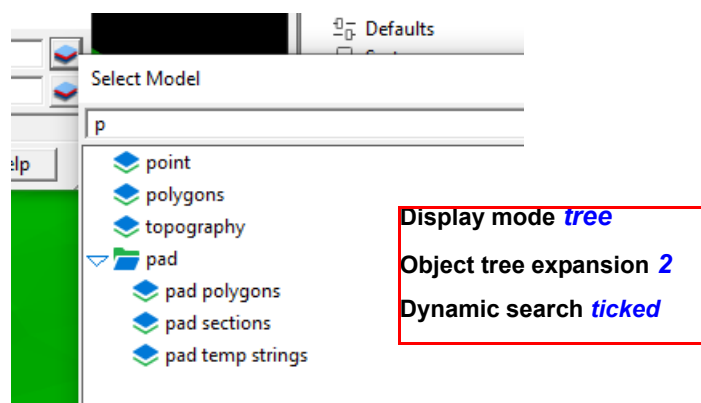 Defaults
Select Model
p
elp
point
polygons
topography
pad
pad polygons
pad sections
pad temp strings
Display mode tree
Object tree expansion 2
Dynamic search ticked